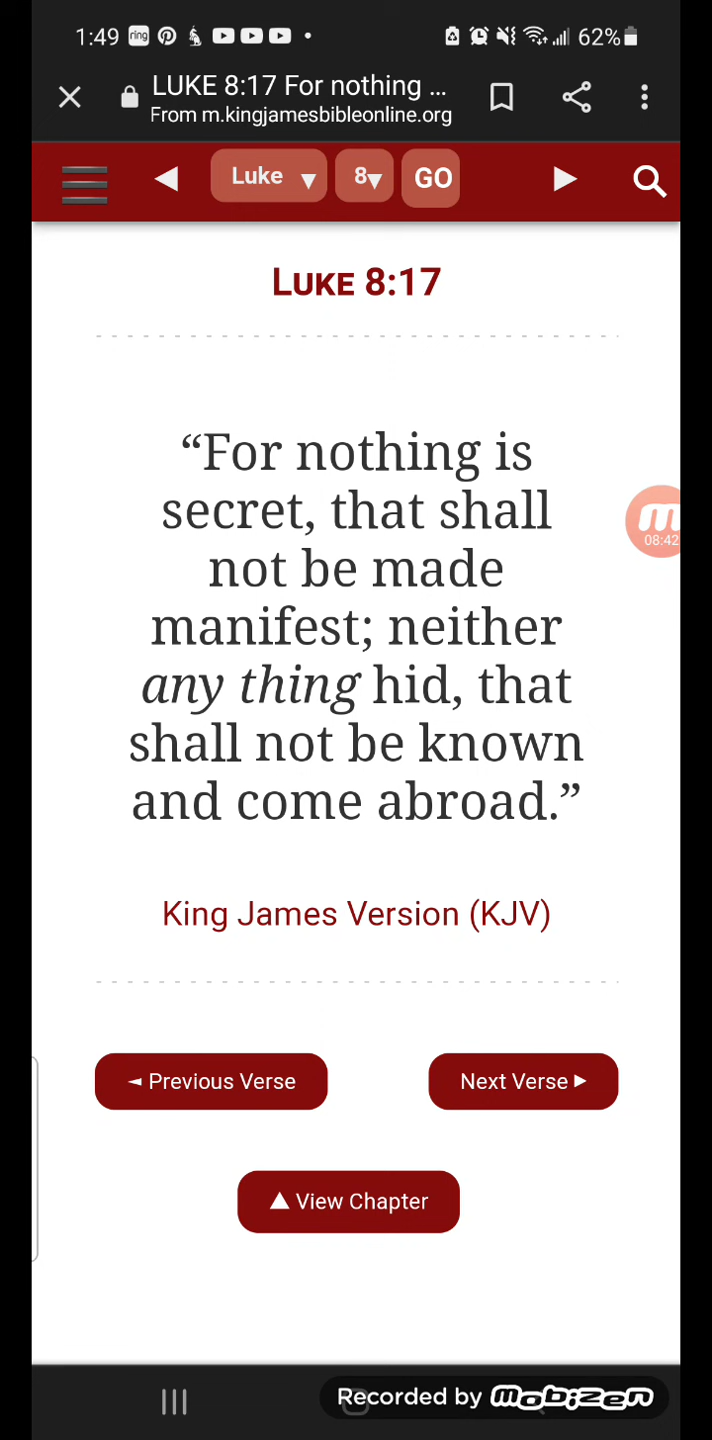 1:49 ring 62%
LUKE 8:17 For nothing ...
From m.kingjamesbibleonline.org
Luke ▼ 8▼ GO
LUKE 8:17
“For nothing is
secret, that shall
not be made
manifest; neither
any thing hid, that
shall not be known
and come abroad.”
m
08:42
King James Version (KJV)
◄ Previous Verse Next Verse ►
▲ View Chapter
Recorded by mobizen